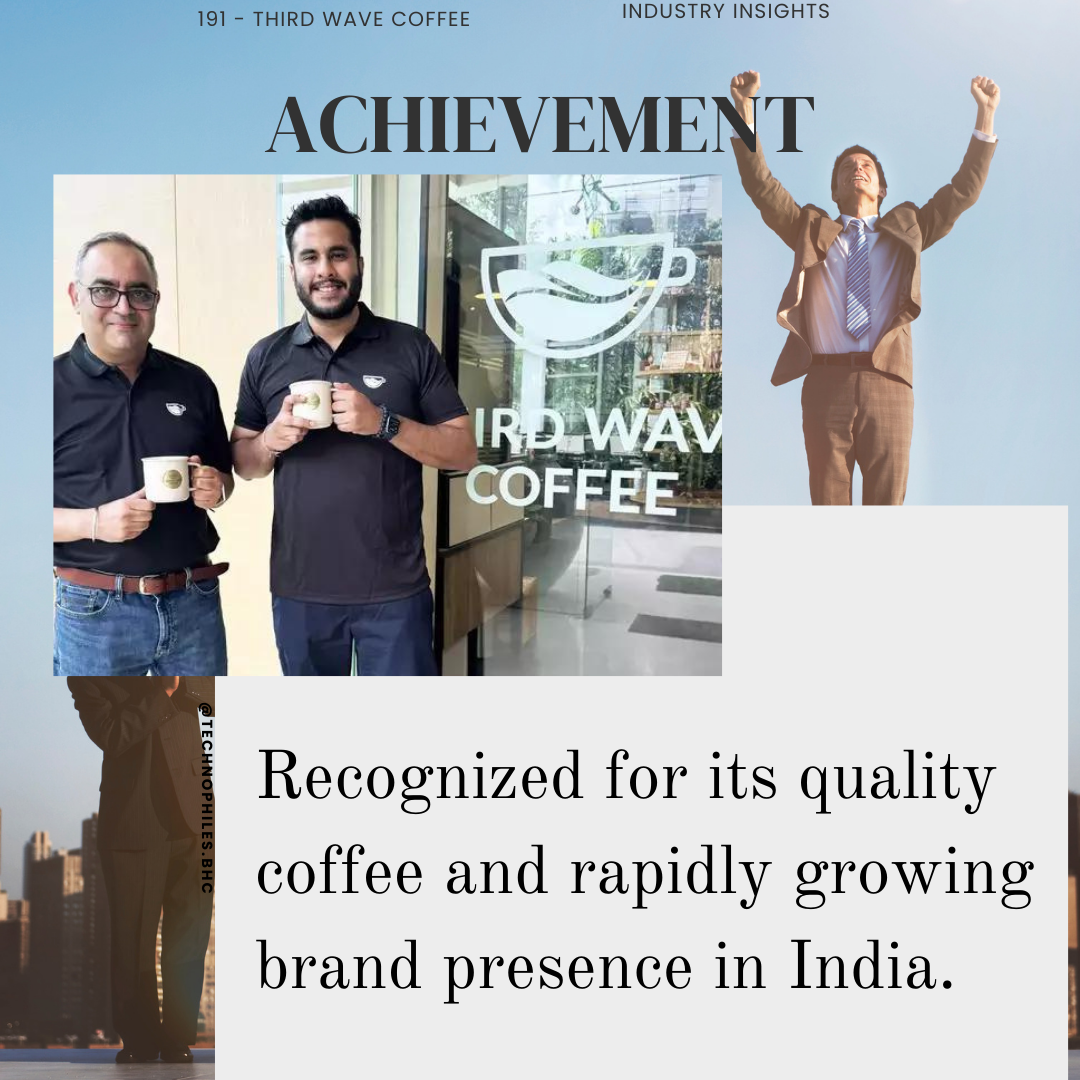 191 - THIRD WAVE COFFEE
INDUSTRY INSIGHTS
ACHIEVEMENT
IRD WAV
COFFEE
@TECHNOPHILES.BHC
Recognized for its quality
coffee and rapidly growing
brand presence in India.